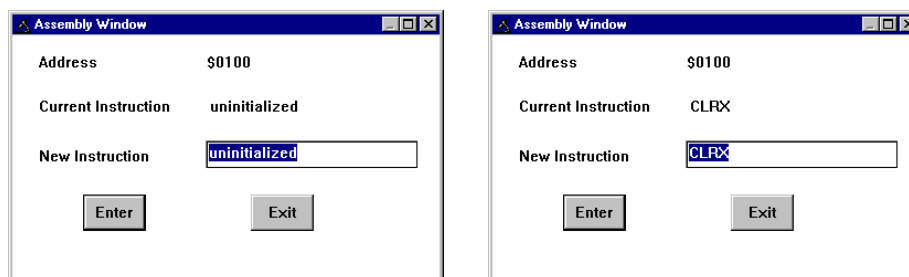 Assembly Window
Address $0100
Current Instruction uninitialized
New Instruction uninitialized
Enter Exit
Assembly Window
Address $0100
Current Instruction CLRX
New Instruction CLRX
Enter Exit